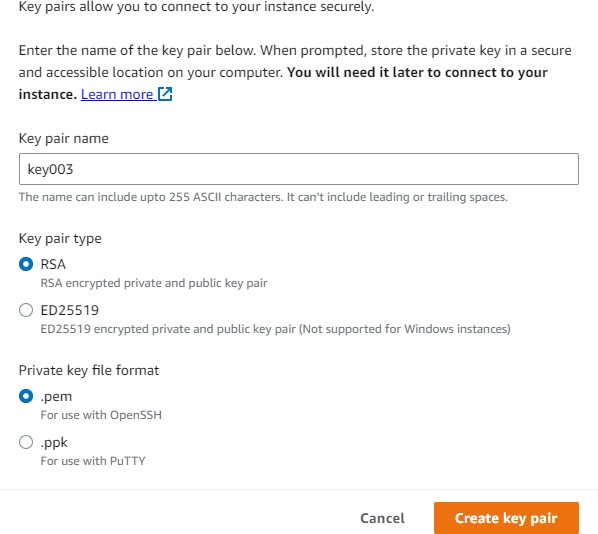 Key pairs allow you to connect to your instance securely.
Enter the name of the key pair below. When prompted, store the private key in a secure
and accessible location on your computer. You will need it later to connect to your
instance. Learn more
Key pair name
key003
The name can include upto 255 ASCII characters. It can't include leading or trailing spaces.
Key pair type
RSA
RSA encrypted private and public key pair
ED25519
ED25519 encrypted private and public key pair (Not supported for Windows instances)
Private key file format
.pem
For use with OpenSSH
.ppk
For use with PuTTY
Cancel Create key pair